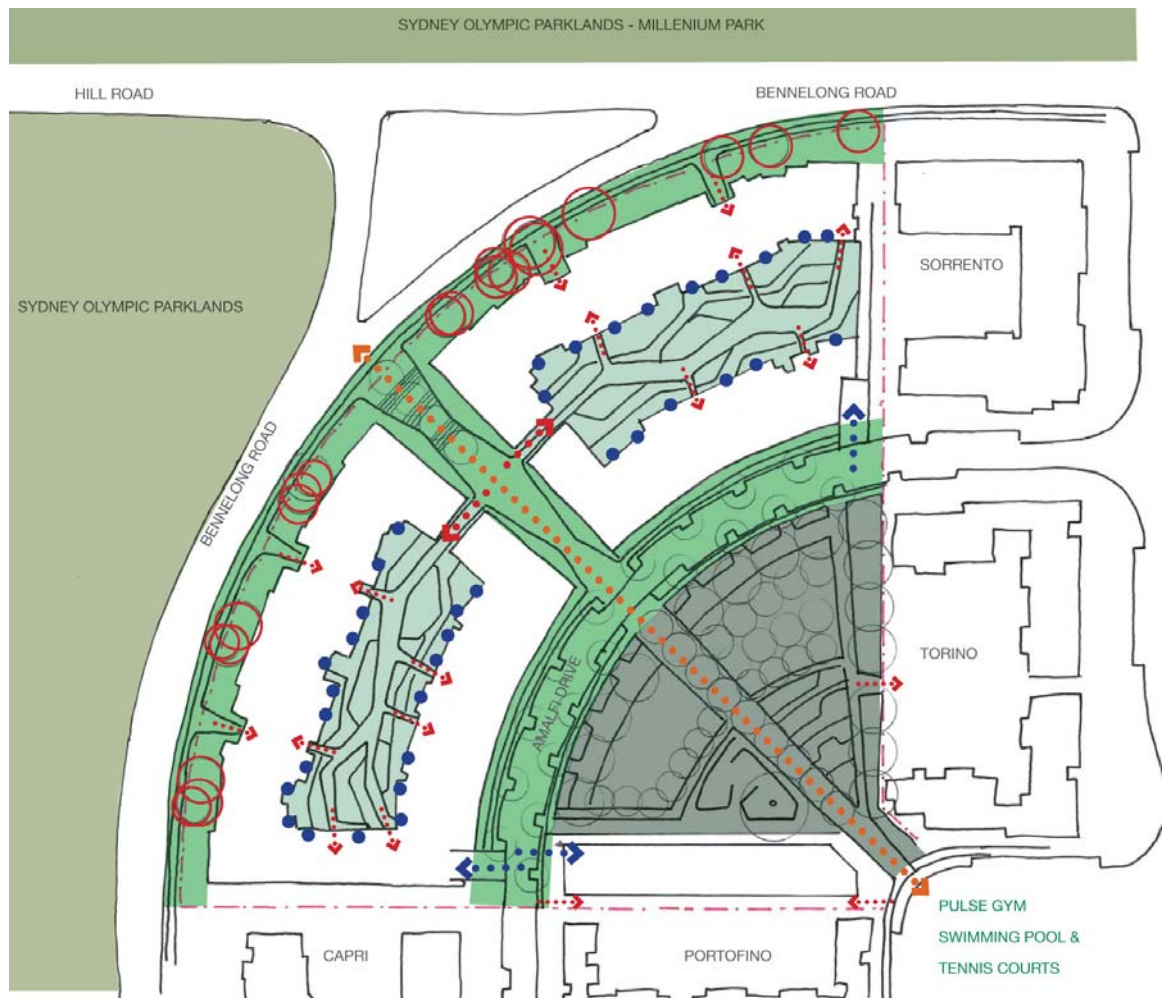 SYDNEY OLYMPIC PARKLANDS - MILLENIUM PARK
HILL ROAD
BENNELONG ROAD
SORRENTO
SYDNEY OLYMPIC PARKLANDS
BENNELONG ROAD
TORINO
AMALFI DRIVE
PULSE GYM
SWIMMING POOL &
TENNIS COURTS
CAPRI
PORTOFINO